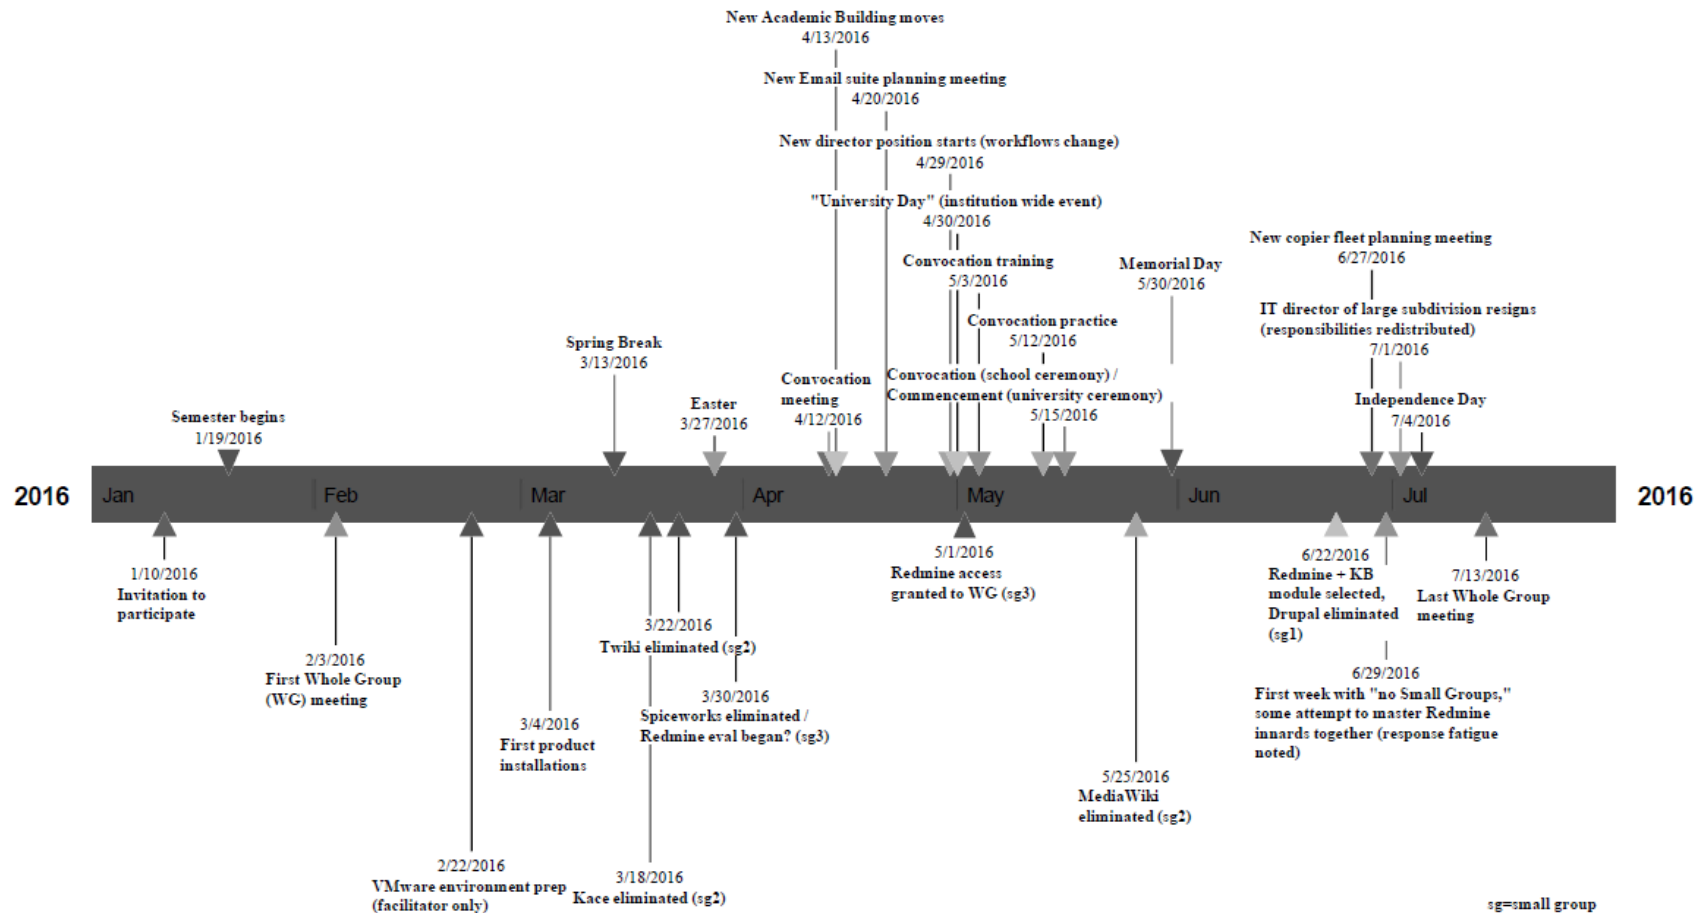 New Academic Building moves
4/13/2016
New Email suite planning meeting
4/20/2016
New director position starts (workflows change)
4/29/2016
"University Day" (institution wide event)
4/30/2016
Convocation training
5/3/2016
Convocation practice
5/12/2016
Convocation (school ceremony) /
Commencement (university ceremony)
5/15/2016
Memorial Day
5/30/2016
New copier fleet planning meeting
6/27/2016
IT director of large subdivision resigns
(responsibilities redistributed)
7/1/2016
Independence Day
7/4/2016
Spring Break
3/13/2016
Easter
3/27/2016
Convocation
meeting
4/12/2016
Semester begins
1/19/2016
2016
Jan
Feb
Mar
Apr
May
Jun
Jul
2016
1/10/2016
Invitation to
participate
2/3/2016
First Whole Group
(WG) meeting
2/22/2016
VMware environment prep
(facilitator only)
3/4/2016
First product
installations
3/18/2016
Kace eliminated (sg2)
3/22/2016
Twiki eliminated (sg2)
3/30/2016
Spiceworks eliminated /
Redmine eval began? (sg3)
5/1/2016
Redmine access
granted to WG (sg3)
5/25/2016
MediaWiki
eliminated (sg2)
6/22/2016
Redmine + KB
module selected,
Drupal eliminated
(sg1)
6/29/2016
First week with "no Small Groups,"
some attempt to master Redmine
innards together (response fatigue
noted)
7/13/2016
Last Whole Group
meeting
sg=small group